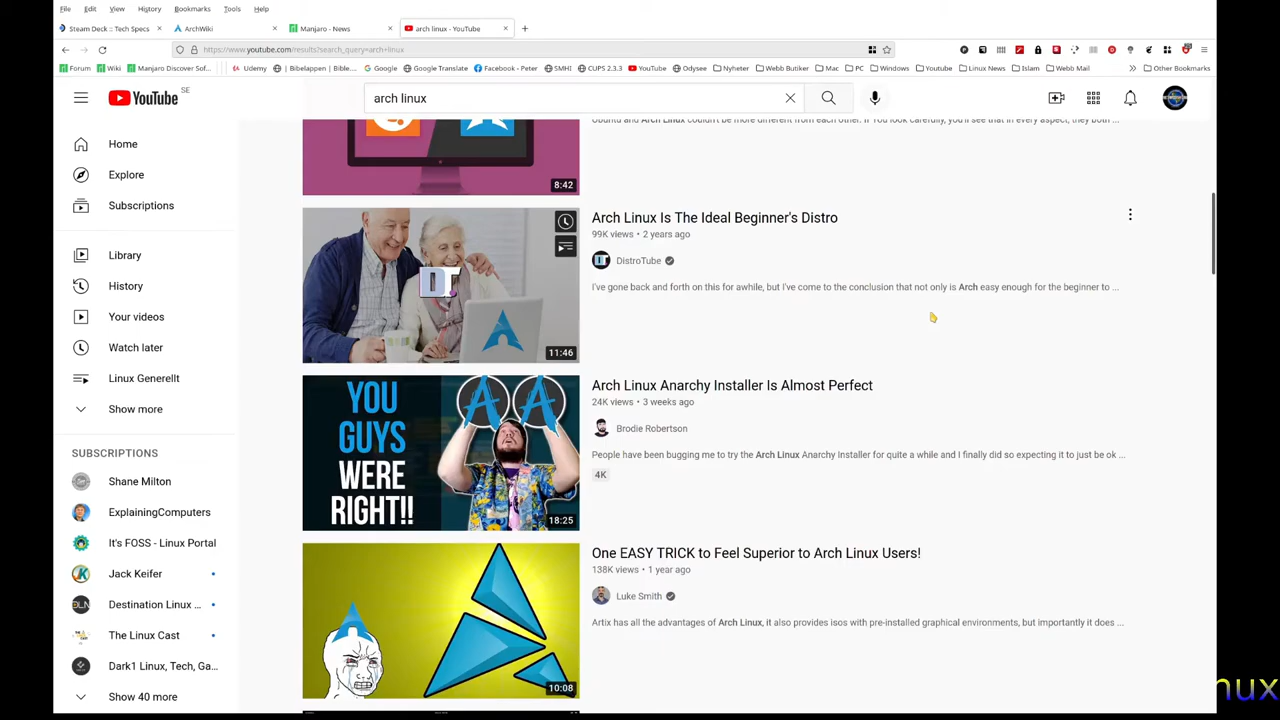 File Edit View History Bookmarks Tools Help
Steam Deck :: Tech Specs × ArchWiki × Manjaro - News × arch linux - YouTube × +
https://www.youtube.com/results?search_query=arch+linux
Forum Wiki Manjaro Discover Sof... Udemy | Bibelappen | Bible... Google Google Translate Facebook - Peter SMHI CUPS 2.3.3 YouTube Odysee Nyheter Webb Butiker Mac PC Windows Youtube Linux News Islam Webb Mail Other Bookmarks
YouTube SE
arch linux
Home
Explore
Subscriptions
Library
History
Your videos
Watch later
Linux Generellt
Show more
SUBSCRIPTIONS
Shane Milton
ExplainingComputers
It's FOSS - Linux Portal
Jack Keifer
Destination Linux ...
The Linux Cast
Dark1 Linux, Tech, Ga...
Show 40 more
8:42
Ubuntu and Arch Linux couldn't be more different from each other. If You look carefully, you'll see that in every aspect, they both ...
11:46
Arch Linux Is The Ideal Beginner's Distro
99K views • 2 years ago
DistroTube
I've gone back and forth on this for awhile, but I've come to the conclusion that not only is Arch easy enough for the beginner to ...
YOU
GUYS
WERE
RIGHT!!
18:25
Arch Linux Anarchy Installer Is Almost Perfect
24K views • 3 weeks ago
Brodie Robertson
People have been bugging me to try the Arch Linux Anarchy Installer for quite a while and I finally did so expecting it to just be ok ...
4K
10:08
One EASY TRICK to Feel Superior to Arch Linux Users!
138K views • 1 year ago
Luke Smith
Artix has all the advantages of Arch Linux, it also provides isos with pre-installed graphical environments, but importantly it does ...
nux